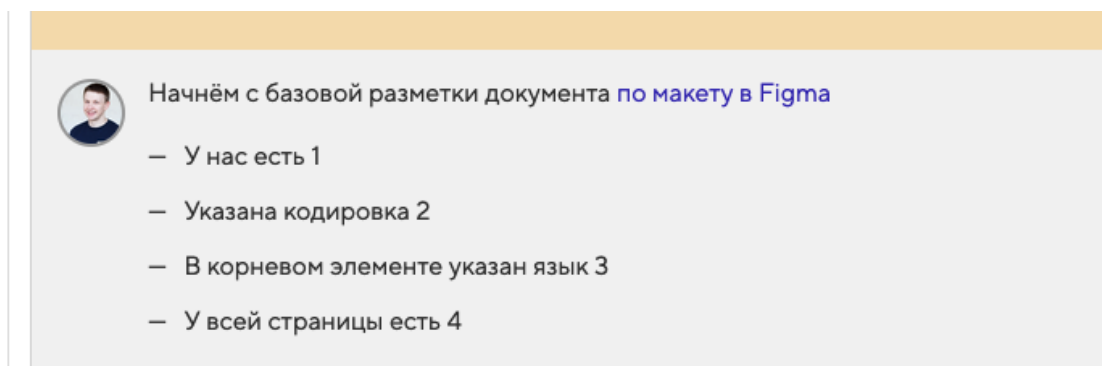 Начнём с базовой разметки документа по макету в Figma
— У нас есть 1
— Указана кодировка 2
— В корневом элементе указан язык 3
— У всей страницы есть 4